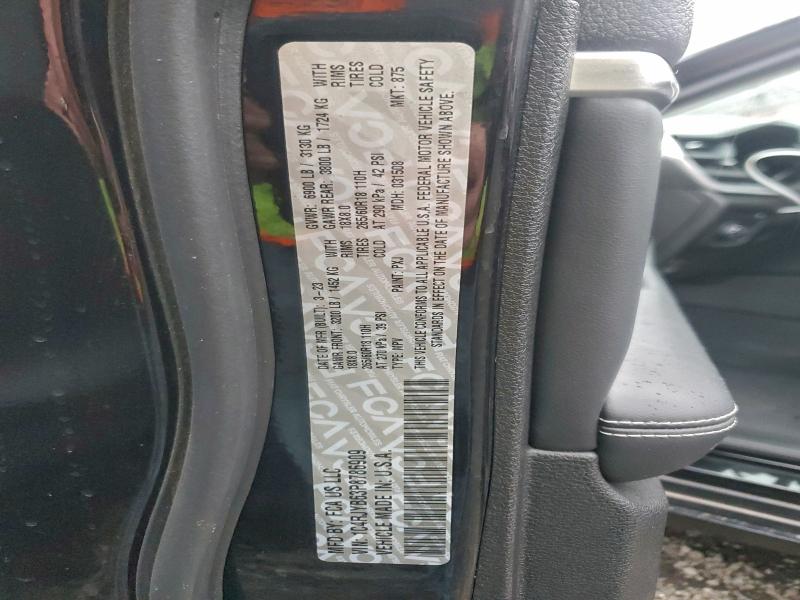 MFD BY: FCA US LLC
DATE OF MFR (BUILT): 3-23
GVWR: 6900 LB / 3130 KG
GAWR FRONT: 3200 LB / 1452 KG WITH
18X8.0 RIMS
265/60R18 110H TIRES
AT 270 kPa / 39 PSI COLD
GAWR REAR: 3800 LB / 1724 KG WITH
18X8.0 RIMS
265/60R18 110H TIRES
AT 290 kPa / 42 PSI COLD
VIN: 1C4RJYB63P8786909
TYPE: MPV
PAINT: PXJ
MDH: 031508
MKT: 875
VEHICLE MADE IN: U.S.A.
THIS VEHICLE CONFORMS TO ALL APPLICABLE U.S.A. FEDERAL MOTOR VEHICLE SAFETY
STANDARDS IN EFFECT ON THE DATE OF MANUFACTURE SHOWN ABOVE.